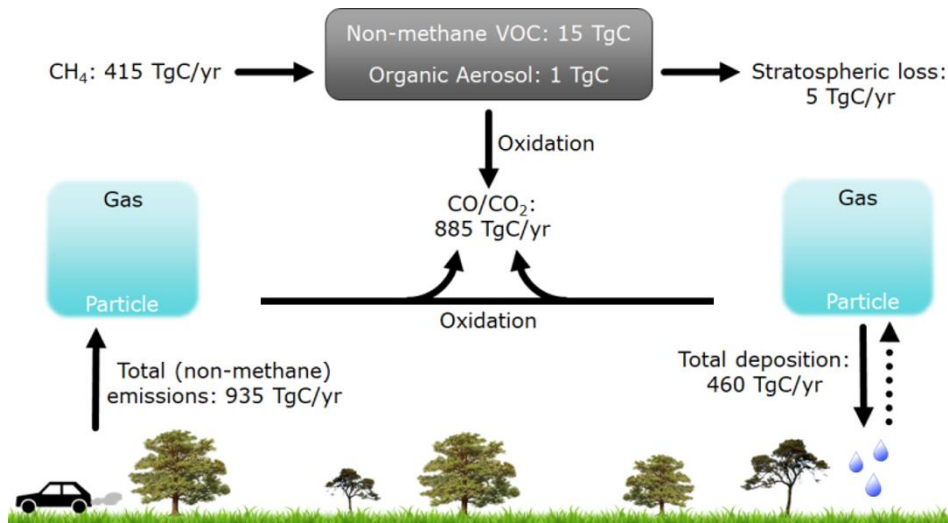 Non-methane VOC: 15 TgC
Organic Aerosol: 1 TgC
CH₄: 415 TgC/yr
Stratospheric loss:
5 TgC/yr
Oxidation
CO/CO₂:
885 TgC/yr
Gas
Particle
Gas
Particle
Oxidation
Total (non-methane)
emissions: 935 TgC/yr
Total deposition:
460 TgC/yr